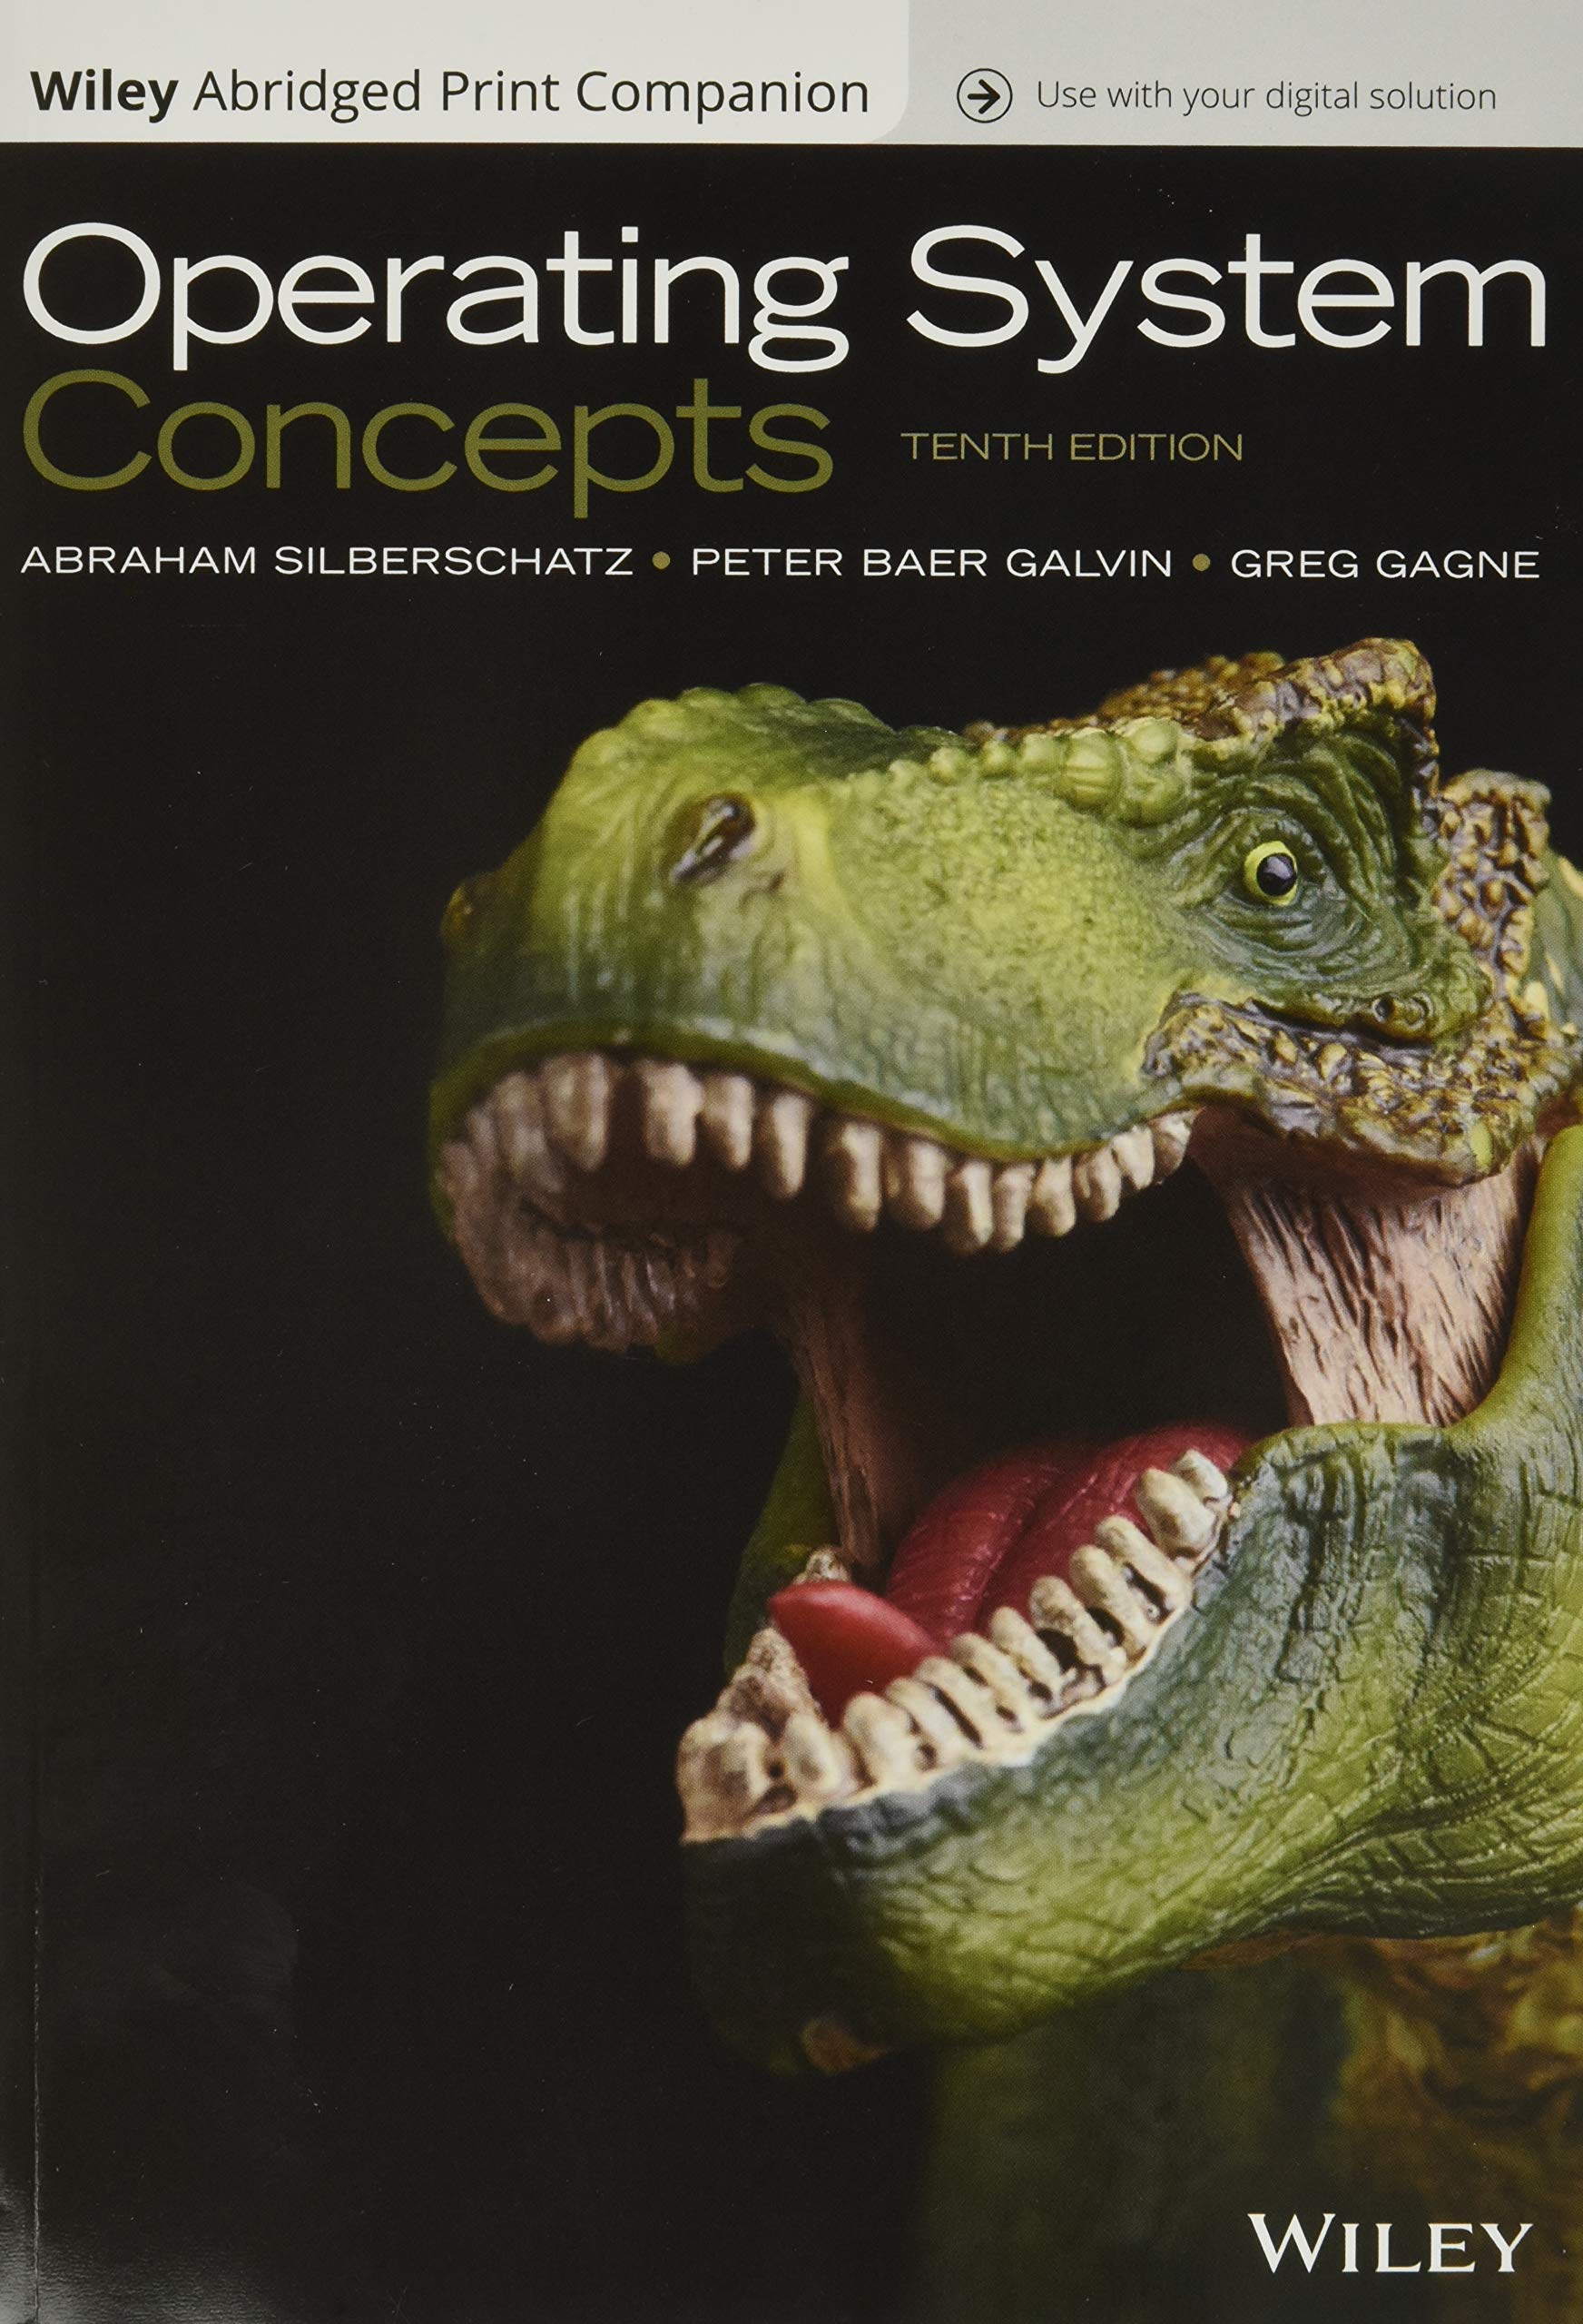 Wiley Abridged Print Companion
Use with your digital solution
Operating System
Concepts
TENTH EDITION
ABRAHAM SILBERSCHATZ • PETER BAER GALVIN • GREG GAGNE
WILEY